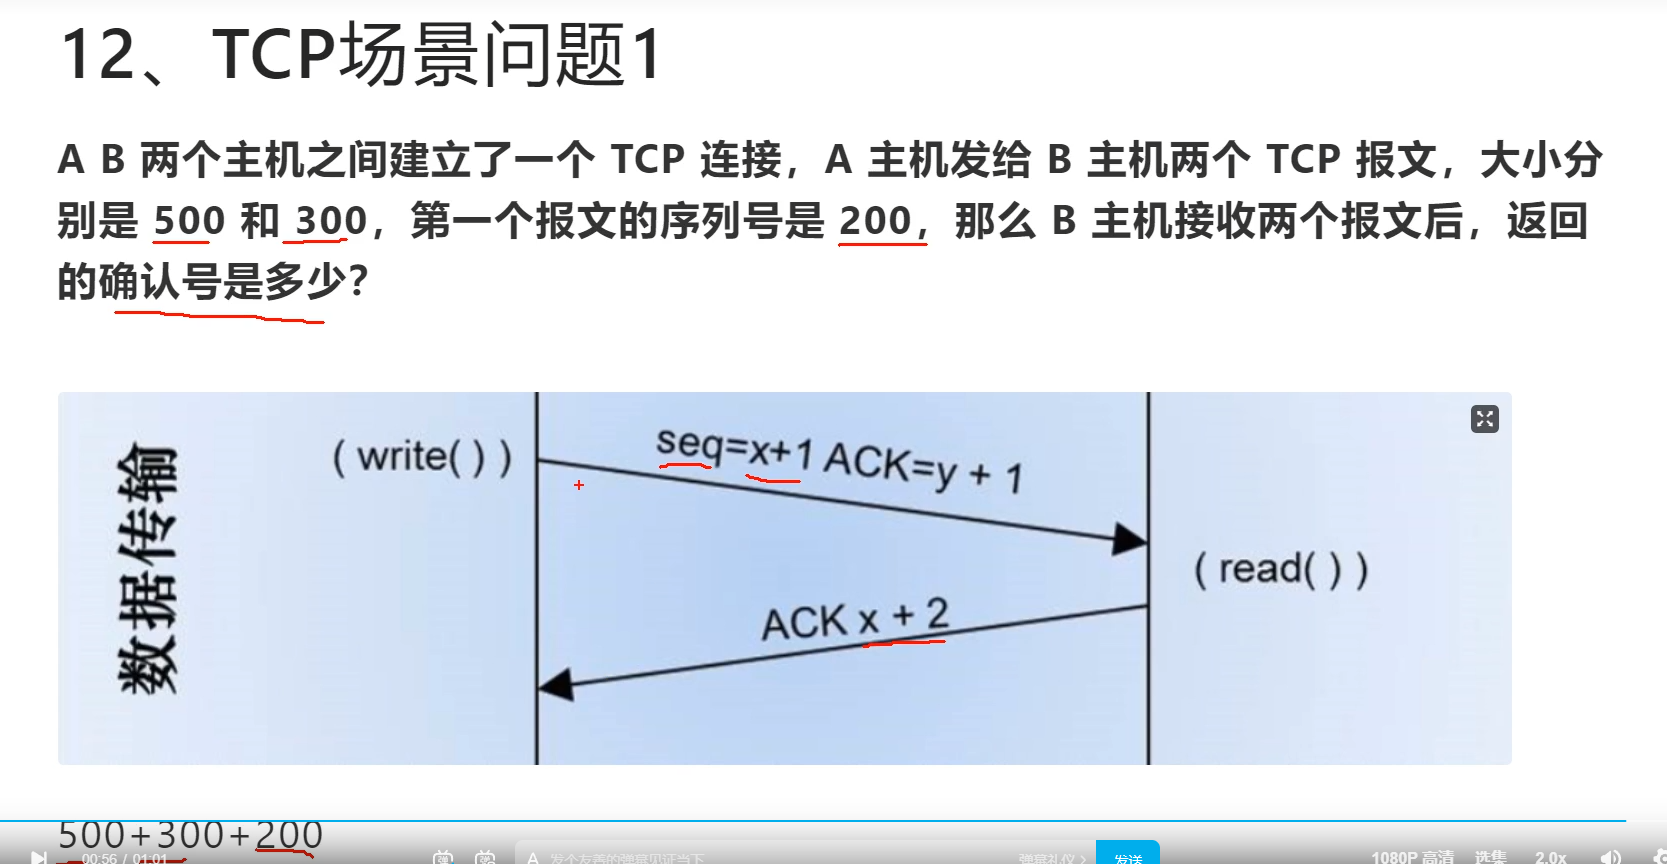 12、TCP场景问题1
A B 两个主机之间建立了一个 TCP 连接，A 主机发给 B 主机两个 TCP 报文，大小分
别是 500 和 300，第一个报文的序列号是 200，那么 B 主机接收两个报文后，返回
的确认号是多少？
数据传输
( write( ) )
seq=x+1 ACK=y + 1
( read( ) )
ACK x + 2
500+300+200
00:56 / 01:01
弹
A 发个友善的弹幕见证当下
弹幕礼仪 >
发送
1080P 高清
选集
2.0x